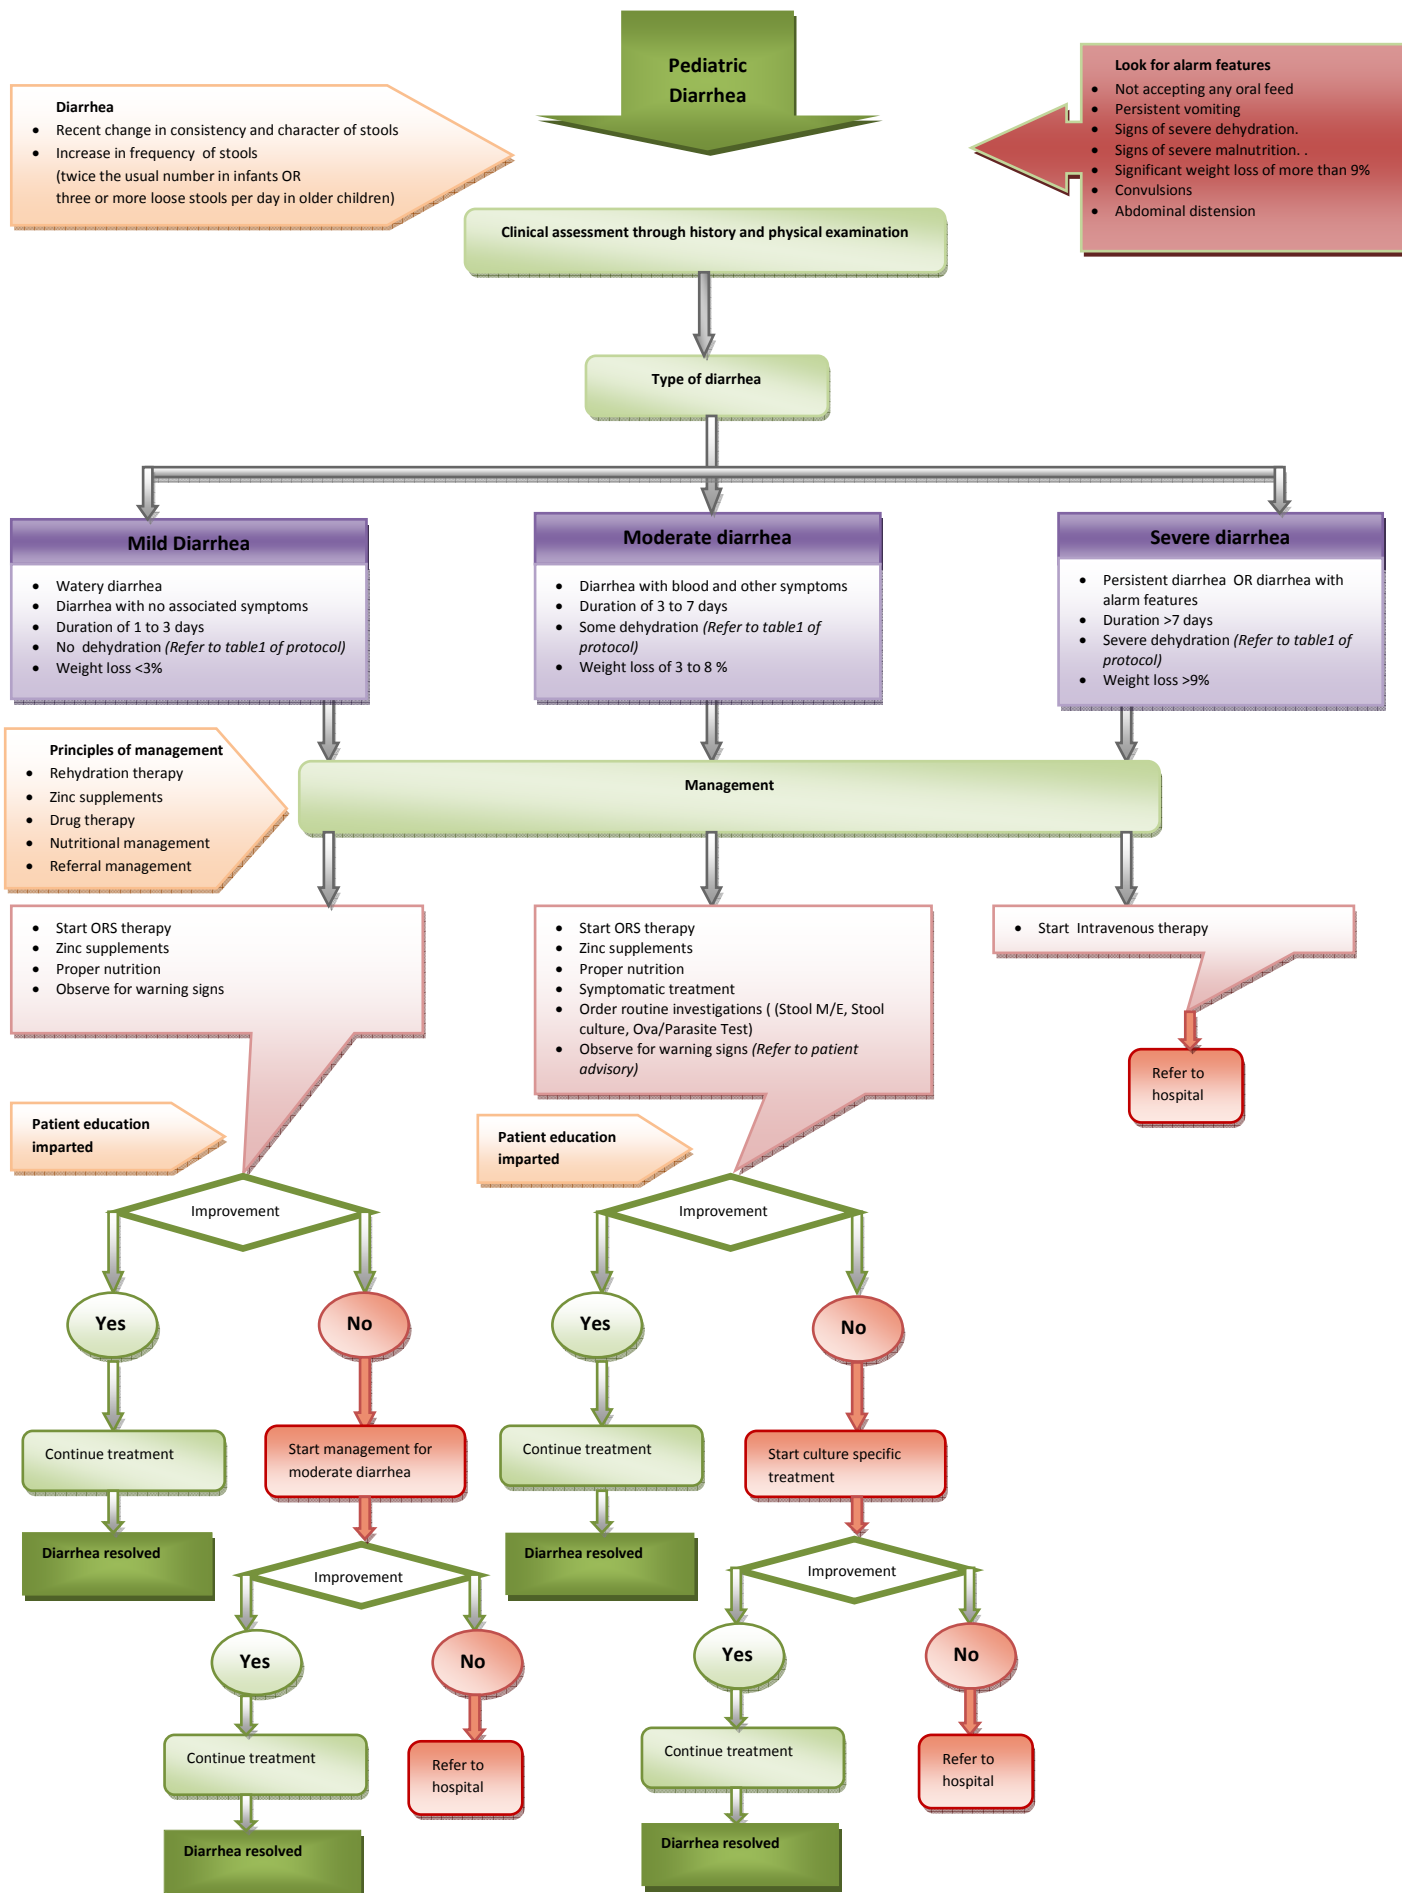 Pediatric
Diarrhea
Diarrhea
• Recent change in consistency and character of stools
• Increase in frequency of stools
(twice the usual number in infants OR
three or more loose stools per day in older children)
Look for alarm features
• Not accepting any oral feed
• Persistent vomiting
• Signs of severe dehydration.
• Signs of severe malnutrition. .
• Significant weight loss of more than 9%
• Convulsions
• Abdominal distension
Clinical assessment through history and physical examination
Type of diarrhea
Mild Diarrhea
• Watery diarrhea
• Diarrhea with no associated symptoms
• Duration of 1 to 3 days
• No dehydration (Refer to table1 of protocol)
• Weight loss <3%
Moderate diarrhea
• Diarrhea with blood and other symptoms
• Duration of 3 to 7 days
• Some dehydration (Refer to table1 of
protocol)
• Weight loss of 3 to 8 %
Severe diarrhea
• Persistent diarrhea OR diarrhea with
alarm features
• Duration >7 days
• Severe dehydration (Refer to table1 of
protocol)
• Weight loss >9%
Principles of management
• Rehydration therapy
• Zinc supplements
• Drug therapy
• Nutritional management
• Referral management
Management
• Start ORS therapy
• Zinc supplements
• Proper nutrition
• Observe for warning signs
• Start ORS therapy
• Zinc supplements
• Proper nutrition
• Symptomatic treatment
• Order routine investigations ( (Stool M/E, Stool
culture, Ova/Parasite Test)
• Observe for warning signs (Refer to patient
advisory)
• Start Intravenous therapy
Refer to
hospital
Patient education
imparted
Patient education
imparted
Improvement
Improvement
Yes
No
Yes
No
Continue treatment
Start management for
moderate diarrhea
Continue treatment
Start culture specific
treatment
Diarrhea resolved
Improvement
Diarrhea resolved
Improvement
Yes
No
Yes
No
Continue treatment
Refer to
hospital
Continue treatment
Refer to
hospital
Diarrhea resolved
Diarrhea resolved